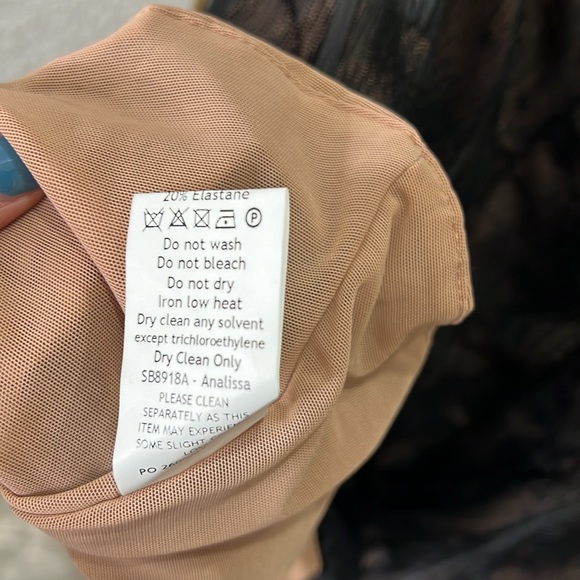 20% Elastane
P
Do not wash
Do not bleach
Do not dry
Iron low heat
Dry clean any solvent
except trichloroethylene
Dry Clean Only
SB8918A - Analissa
PLEASE CLEAN
SEPARATELY AS THIS
ITEM MAY
SOME SLIGHT
PO